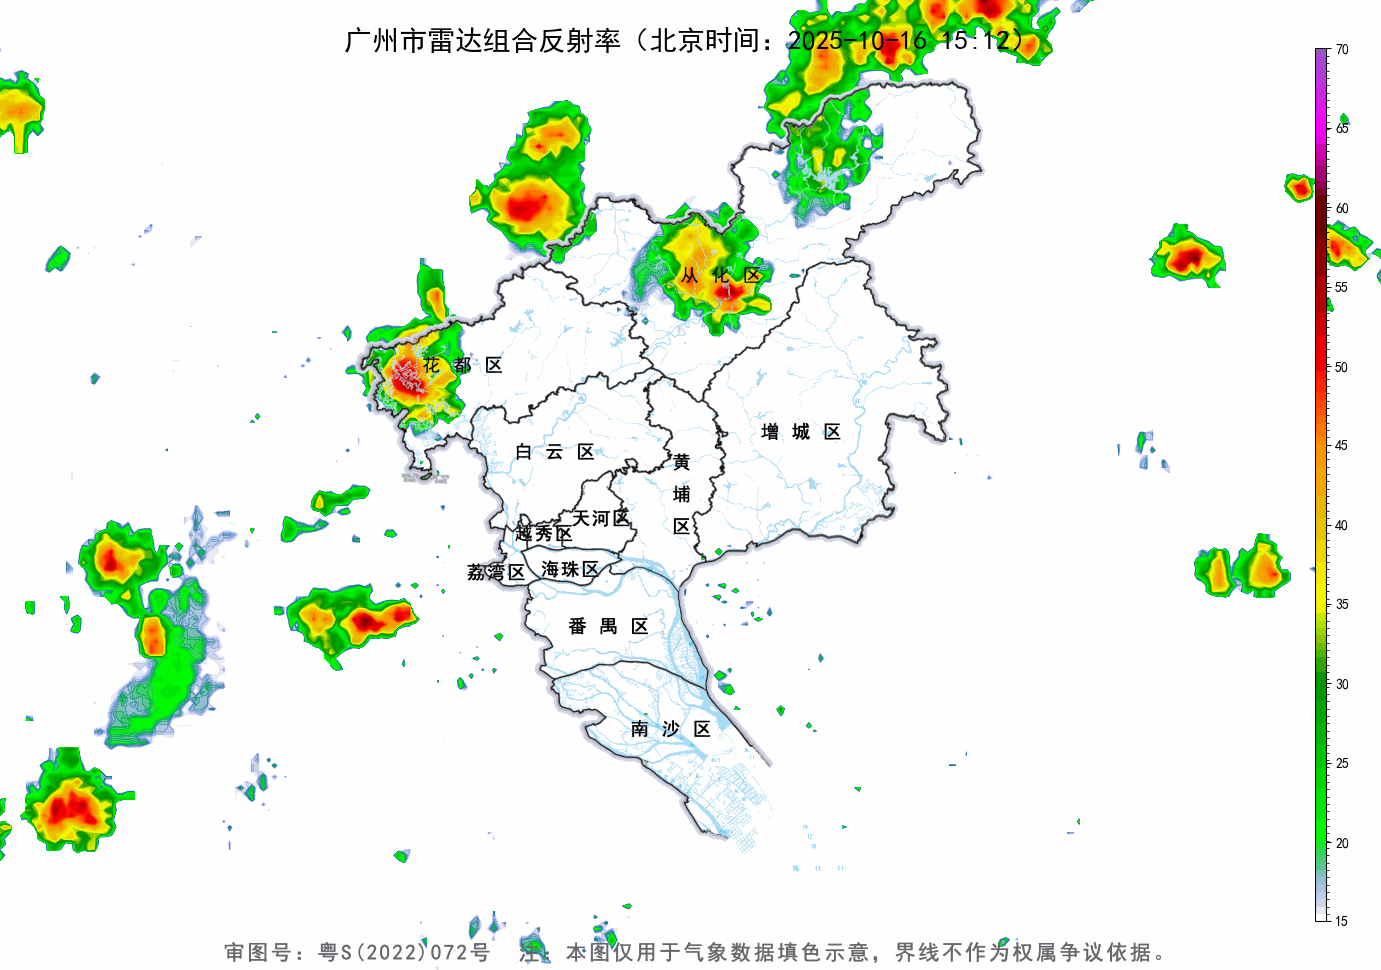 广州市雷达组合反射率（北京时间：2025-10-16 15:12）
70
65
60
55
50
45
40
35
30
25
20
15
从化区
花都区
增城区
白云区
黄埔区
天河区
越秀区
荔湾区
海珠区
番禺区
南沙区
审图号：粤S(2022)072号 注：本图仅用于气象数据填色示意，界线不作为权属争议依据。